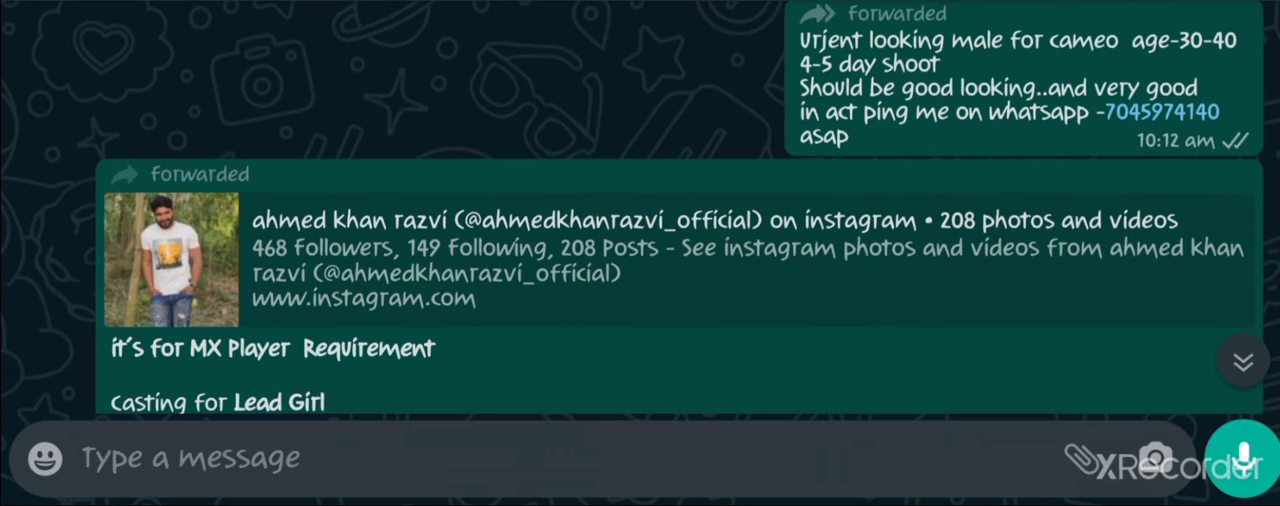 forwarded
Urjent looking male for cameo age-30-40
4-5 day shoot
Should be good looking..and very good
in act ping me on whatsapp -7045974140
asap
10:12 am
forwarded
ahmed khan razvi (@ahmedkhanrazvi_official) on instagram • 208 photos and videos
468 Followers, 149 Following, 208 Posts - See instagram photos and videos from ahmed khan
razvi (@ahmedkhanrazvi_official)
www.instagram.com
it's for MX Player Requirement
Casting for Lead Girl
Type a message
XRecorder